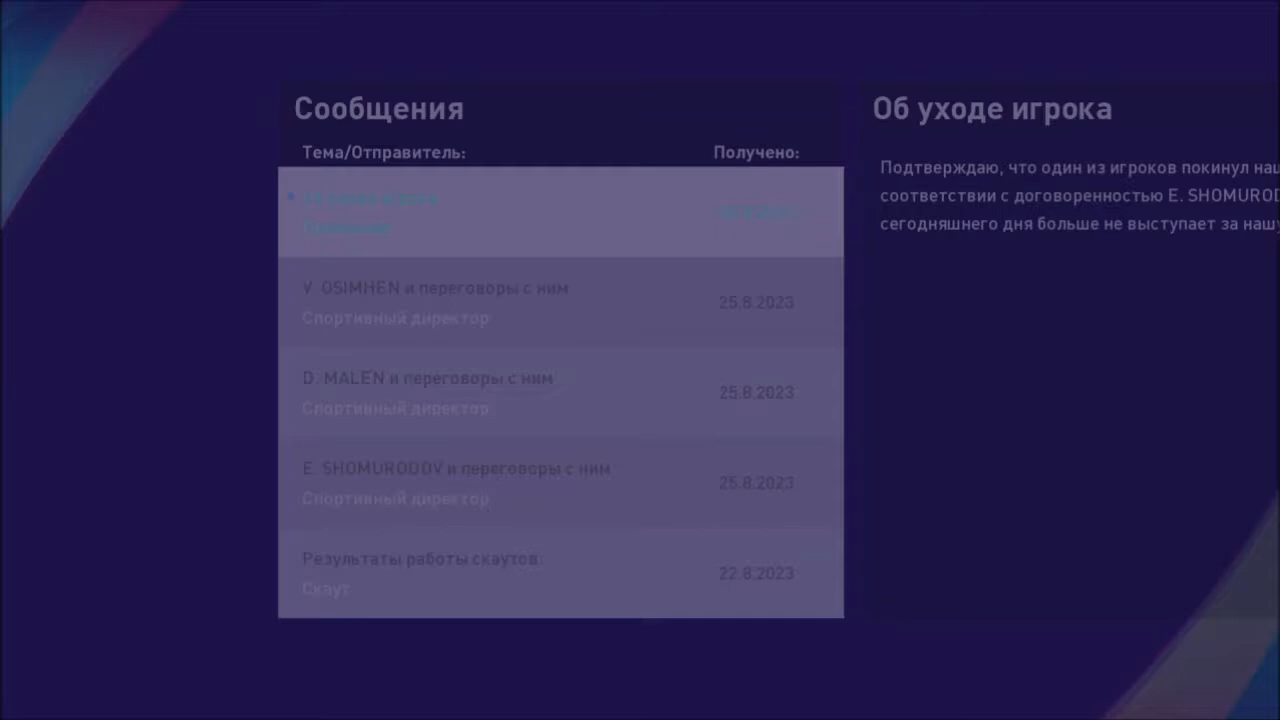 Сообщения
Тема/Отправитель: Получено:
V. OSIMHEN и переговоры с ним
Спортивный директор
25.8.2023
D. MALEN и переговоры с ним
Спортивный директор
25.8.2023
E. SHOMURODOV и переговоры с ним
Спортивный директор
25.8.2023
Результаты работы скаутов:
Скаут
22.8.2023
Об уходе игрока
Подтверждаю, что один из игроков покинул
соответствии с договоренностью E. SHOMUROD
сегодняшнего дня больше не выступает за нашу